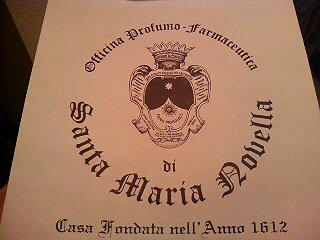 Officina Profumo-Farmaceutica
di
Santa Maria Novella
Casa Fondata nell'Anno 1612